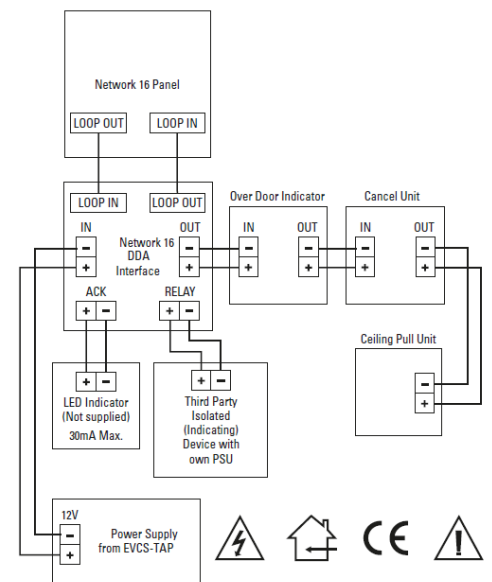 Network 16 Panel
LOOP OUT
LOOP IN
LOOP IN
LOOP OUT
IN
OUT
Network 16
DDA
Interface
−
+
−
+
ACK
RELAY
+ −
+ −
Over Door Indicator
IN
OUT
−
+
−
+
Cancel Unit
IN
OUT
−
+
−
+
Ceiling Pull Unit
−
+
+ −
LED Indicator
(Not supplied)
30mA Max.
+ −
Third Party
Isolated
(Indicating)
Device with
own PSU
12V
−
+
Power Supply
from EVCS-TAP
CE